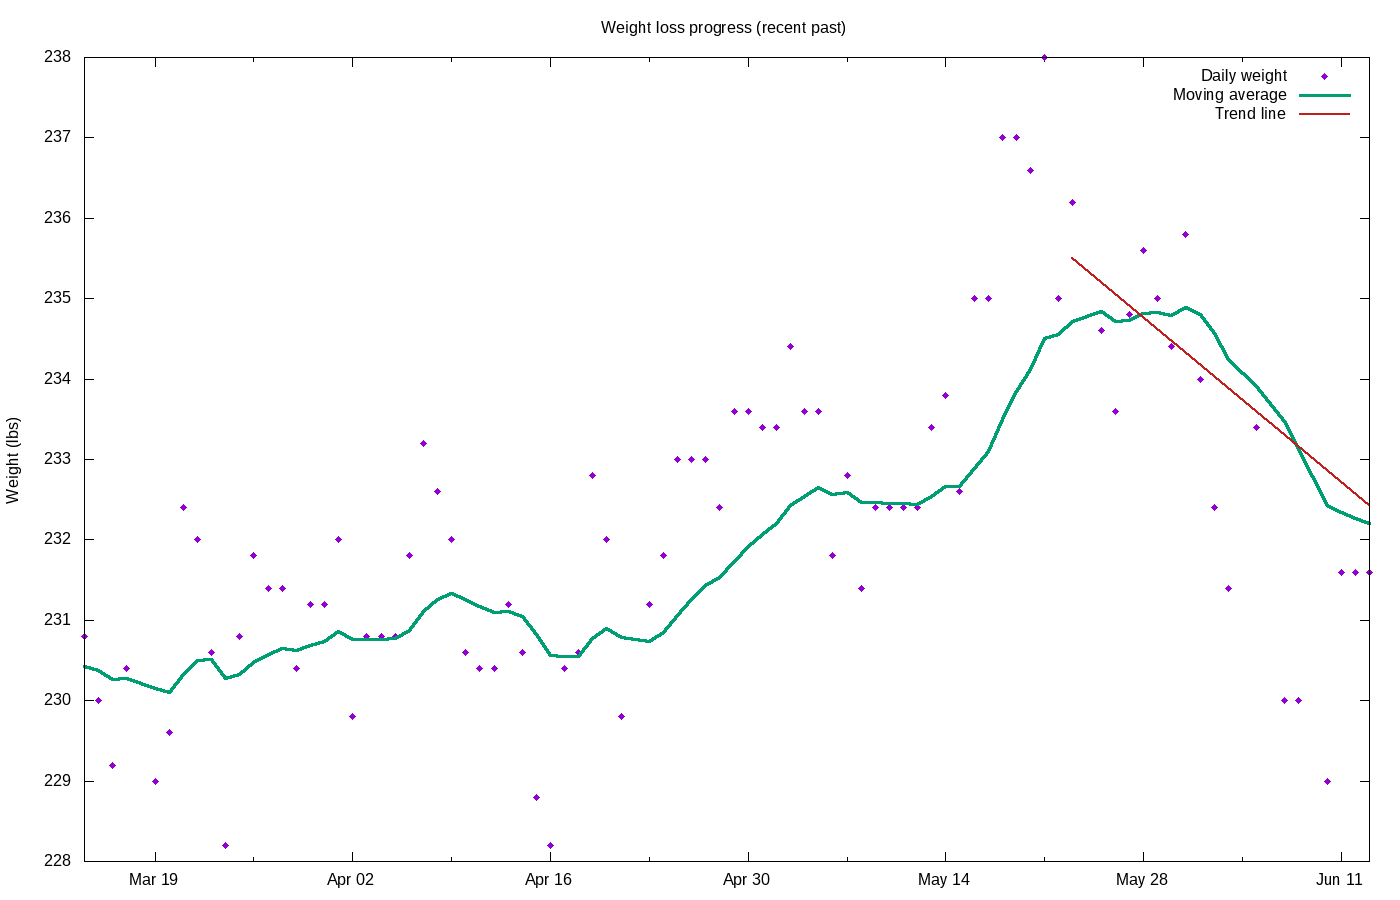 Weight loss progress (recent past)
238
237
236
235
234
233
232
231
230
229
228
Weight (lbs)
Daily weight
Moving average
Trend line
Mar 19
Apr 02
Apr 16
Apr 30
May 14
May 28
Jun 11